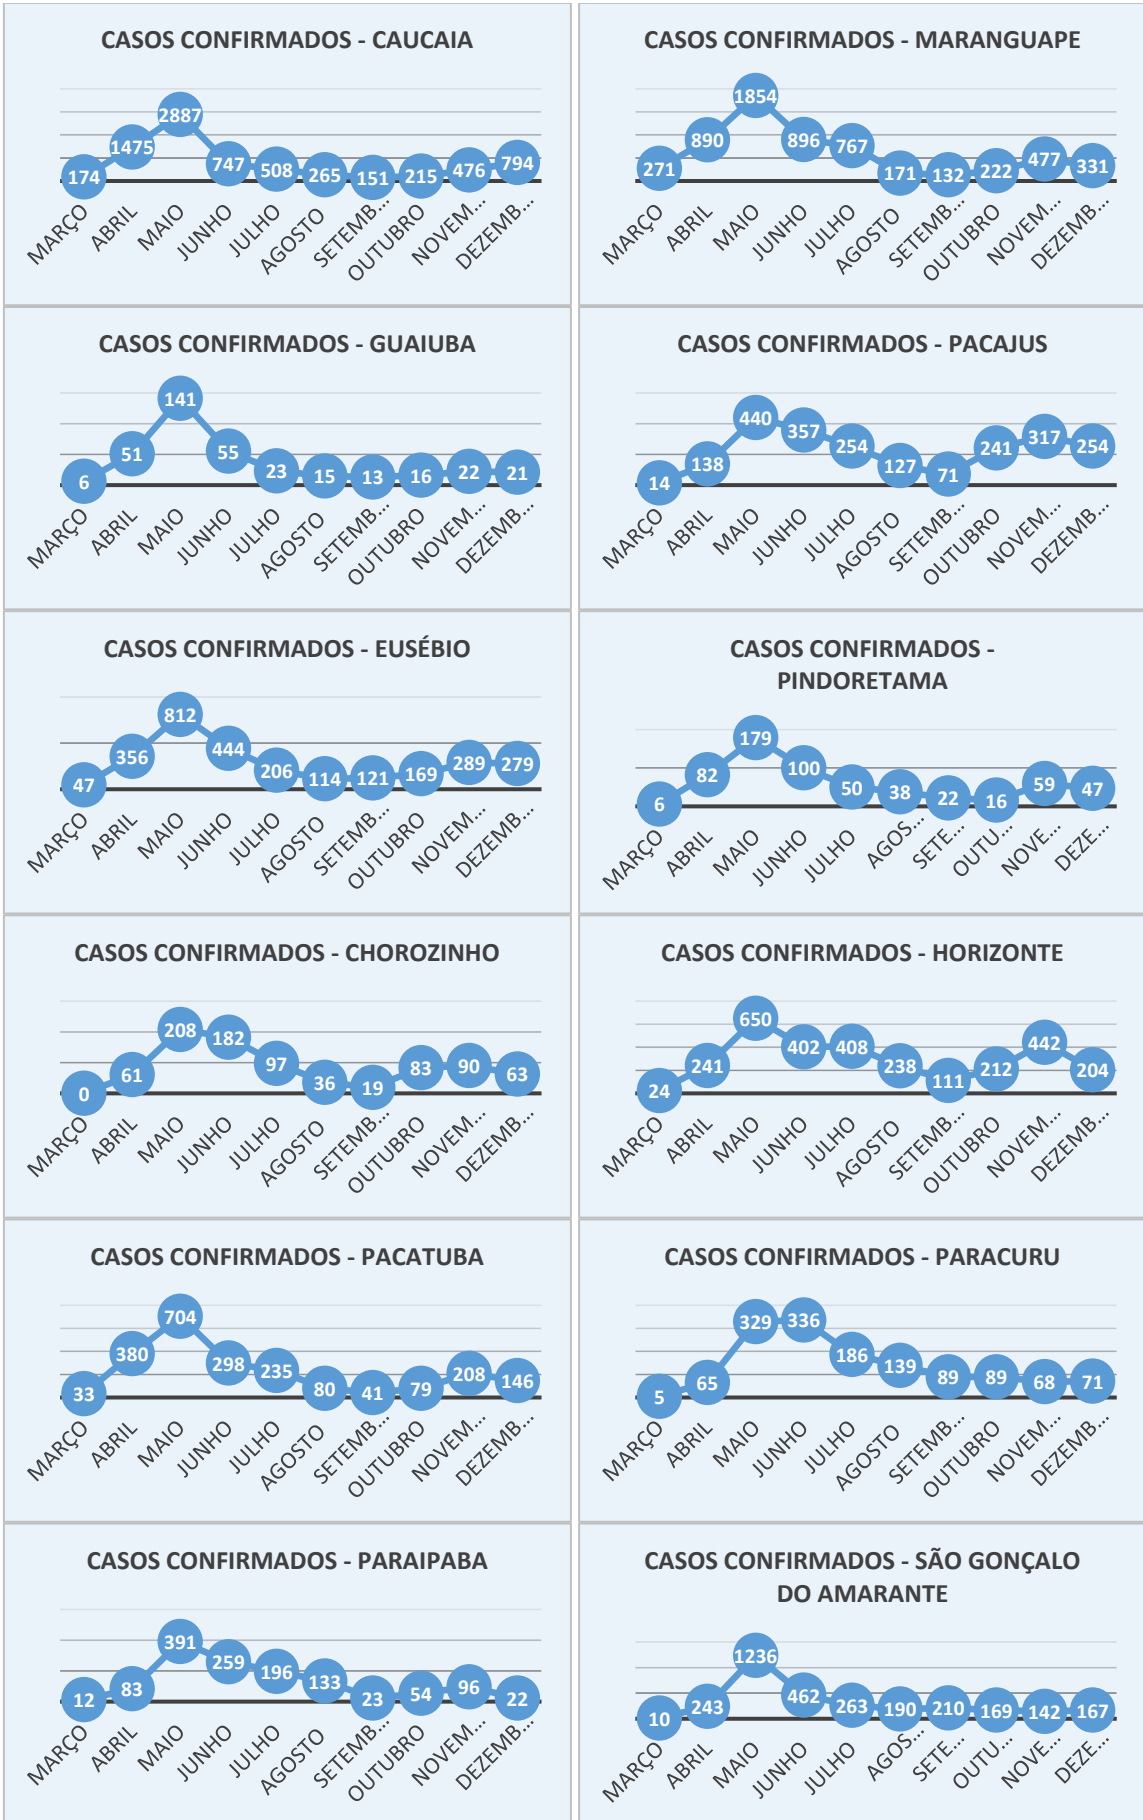 CASOS CONFIRMADOS - CAUCAIA
174 1475 2887 747 508 265 151 215 476 794
MARÇO ABRIL MAIO JUNHO JULHO AGOSTO SETEMB... OUTUBRO NOVEM... DEZEMB...
CASOS CONFIRMADOS - MARANGUAPE
271 890 1854 896 767 171 132 222 477 331
MARÇO ABRIL MAIO JUNHO JULHO AGOSTO SETEMB... OUTUBRO NOVEM... DEZEMB...
CASOS CONFIRMADOS - GUAIUBA
6 51 141 55 23 15 13 16 22 21
MARÇO ABRIL MAIO JUNHO JULHO AGOSTO SETEMB... OUTUBRO NOVEM... DEZEMB...
CASOS CONFIRMADOS - PACAJUS
14 138 440 357 254 127 71 241 317 254
MARÇO ABRIL MAIO JUNHO JULHO AGOSTO SETEMB... OUTUBRO NOVEM... DEZEMB...
CASOS CONFIRMADOS - EUSÉBIO
47 356 812 444 206 114 121 169 289 279
MARÇO ABRIL MAIO JUNHO JULHO AGOSTO SETEMB... OUTUBRO NOVEM... DEZEMB...
CASOS CONFIRMADOS -
PINDORETAMA
6 82 179 100 50 38 22 16 59 47
MARÇO ABRIL MAIO JUNHO JULHO AGOS... SETE... OUTU... NOVE... DEZE...
CASOS CONFIRMADOS - CHOROZINHO
0 61 208 182 97 36 19 83 90 63
MARÇO ABRIL MAIO JUNHO JULHO AGOSTO SETEMB... OUTUBRO NOVEM... DEZEMB...
CASOS CONFIRMADOS - HORIZONTE
24 241 650 402 408 238 111 212 442 204
MARÇO ABRIL MAIO JUNHO JULHO AGOSTO SETEMB... OUTUBRO NOVEM... DEZEMB...
CASOS CONFIRMADOS - PACATUBA
33 380 704 298 235 80 41 79 208 146
MARÇO ABRIL MAIO JUNHO JULHO AGOSTO SETEMB... OUTUBRO NOVEM... DEZEMB...
CASOS CONFIRMADOS - PARACURU
5 65 329 336 186 139 89 89 68 71
MARÇO ABRIL MAIO JUNHO JULHO AGOSTO SETEMB... OUTUBRO NOVEM... DEZEMB...
CASOS CONFIRMADOS - PARAIPABA
12 83 391 259 196 133 23 54 96 22
MARÇO ABRIL MAIO JUNHO JULHO AGOSTO SETEMB... OUTUBRO NOVEM... DEZEMB...
CASOS CONFIRMADOS - SÃO GONÇALO
DO AMARANTE
10 243 1236 462 263 190 210 169 142 167
MARÇO ABRIL MAIO JUNHO JULHO AGOS... SETE... OUTU... NOVE... DEZE...